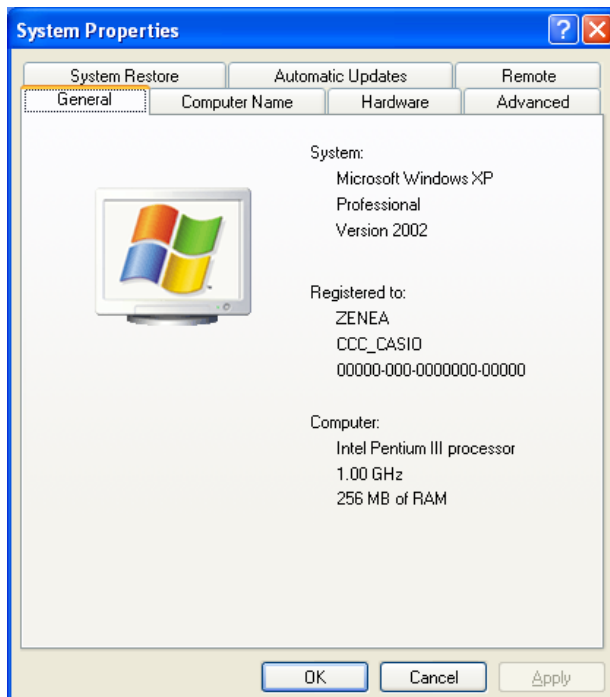 System Properties
System Restore Automatic Updates Remote
General Computer Name Hardware Advanced
System:
Microsoft Windows XP
Professional
Version 2002
Registered to:
ZENEA
CCC_CASIO
00000-000-0000000-00000
Computer:
Intel Pentium III processor
1.00 GHz
256 MB of RAM
OK Cancel Apply